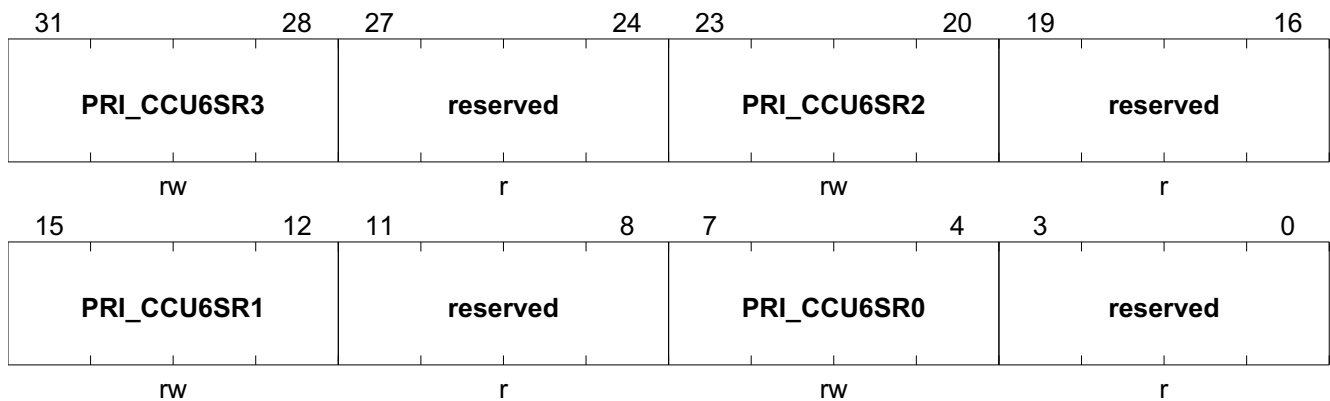 31 28 27 24 23 20 19 16
PRI_CCU6SR3 reserved PRI_CCU6SR2 reserved
rw r rw r
15 12 11 8 7 4 3 0
PRI_CCU6SR1 reserved PRI_CCU6SR0 reserved
rw r rw r